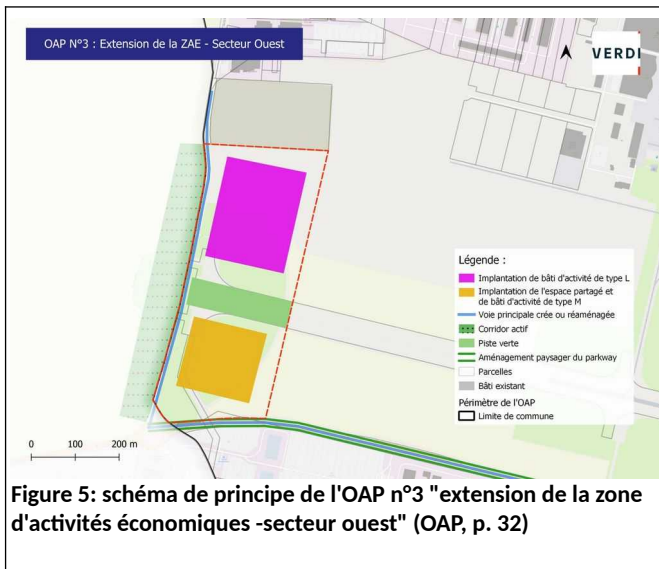 OAP N°3 : Extension de la ZAE - Secteur Ouest
VERDI
Légende :
Implantation de bâti d'activité de type L
Implantation de l'espace partagé et
de bâti d'activité de type M
Voie principale crée ou réaménagée
Corridor actif
Piste verte
Aménagement paysager du parkway
Parcelles
Bâti existant
Périmètre de l'OAP
Limite de commune
0 100 200 m
Figure 5: schéma de principe de l'OAP n°3 "extension de la zone
d'activités économiques -secteur ouest" (OAP, p. 32)